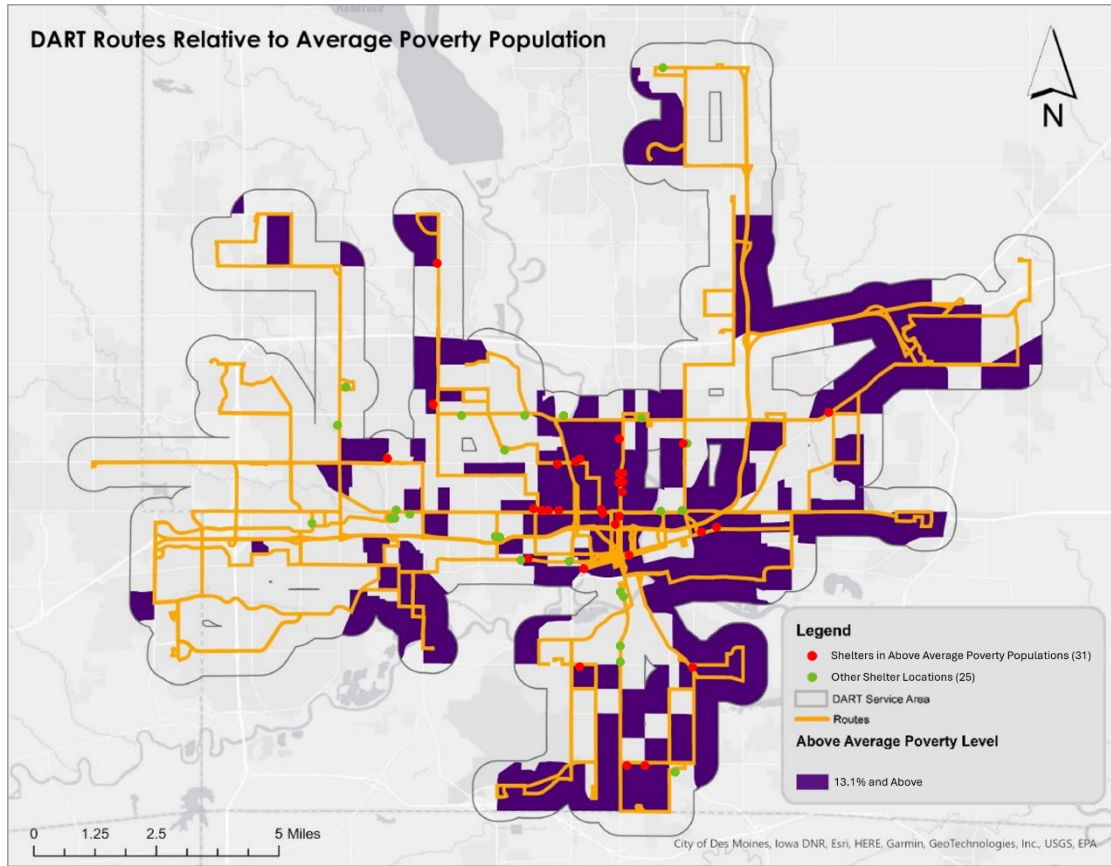 Reservoir
DART Routes Relative to Average Poverty Population
N
Legend
Shelters in Above Average Poverty Populations (31)
Other Shelter Locations (25)
DART Service Area
Routes
Above Average Poverty Level
13.1% and Above
0 1.25 2.5 5 Miles
City of Des Moines, Iowa DNR, Esri, HERE, Garmin, GeoTechnologies, Inc., USGS, EPA